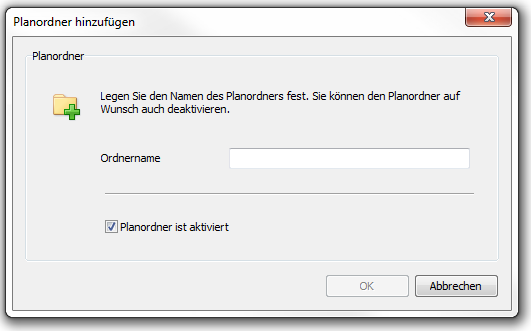 Planordner hinzufügen
Planordner
Legen Sie den Namen des Planordners fest. Sie können den Planordner auf
Wunsch auch deaktivieren.
Ordnername
Planordner ist aktiviert
OK
Abbrechen